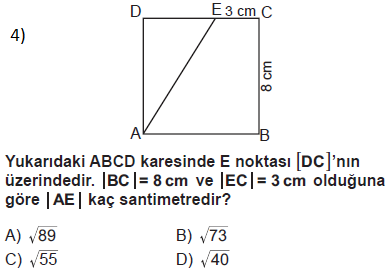 4)
D E 3 cm C
8 cm
A B
Yukarıdaki ABCD karesinde E noktası [DC]'nın
üzerindedir. |BC|= 8 cm ve |EC|= 3 cm olduğuna
göre |AE| kaç santimetredir?
A) √89 B) √73
C) √55 D) √40